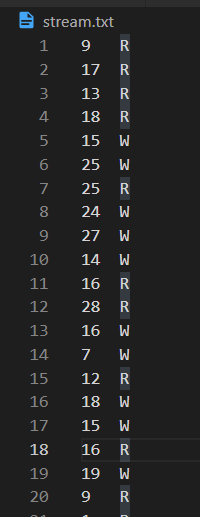 stream.txt
1 9 R
2 17 R
3 13 R
4 18 R
5 15 W
6 25 W
7 25 R
8 24 W
9 27 W
10 14 W
11 16 R
12 28 R
13 16 W
14 7 W
15 12 R
16 18 W
17 15 W
18 16 R
19 19 W
20 9 R